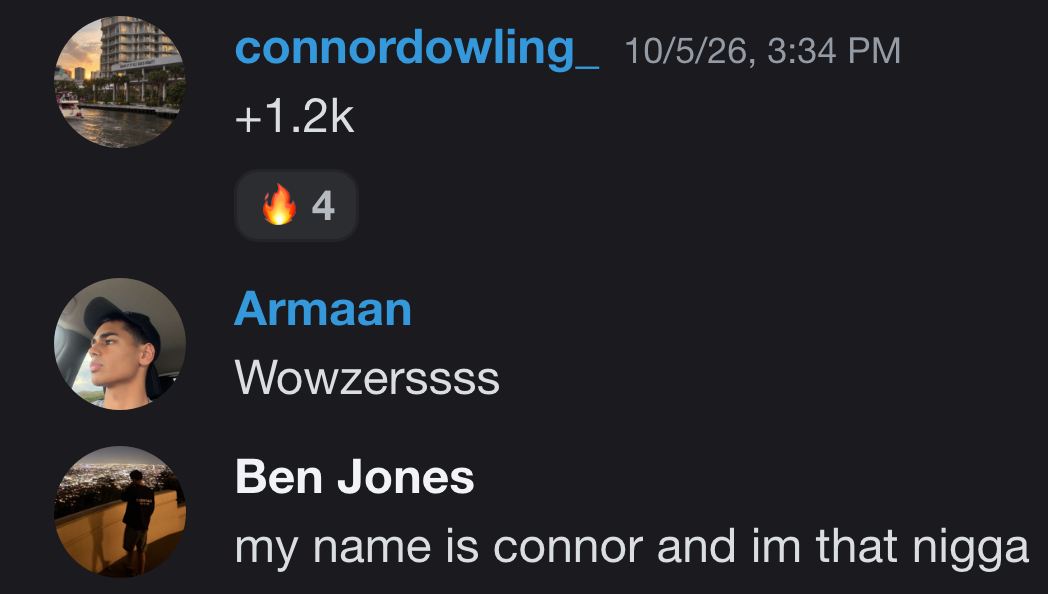 connordowling_ 10/5/26, 3:34 PM
+1.2k
🔥 4
Armaan
Wowzerssss
Ben Jones
my name is connor and im that nigga